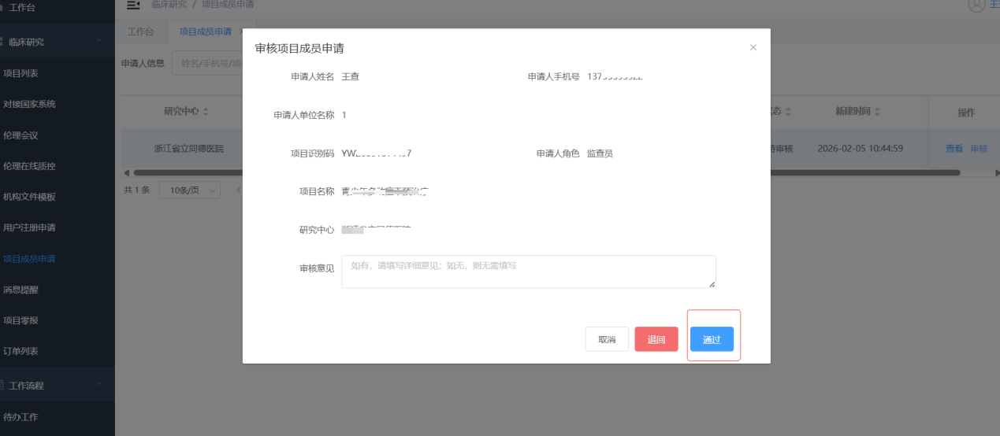 工作台
临床研究 / 项目成员申请
临床研究
工作台 项目成员申请 ×
申请人信息 姓名/手机号/项
项目列表
对接国家系统
伦理会议
伦理在线质控
机构文件模板
用户注册申请
项目成员申请
消息提醒
项目零报
订单列表
工作流程
待办工作
研究中心
态 新建时间 操作
浙江省立同德医院
待审核 2026-02-05 10:44:59 查看 审核
共 1 条 10条/页
审核项目成员申请
申请人姓名 王查 申请人手机号
申请人单位名称 1
项目识别码 申请人角色 监查员
项目名称
研究中心
审核意见 如有，请填写详细意见；如无，则无需填写
取消 退回 通过